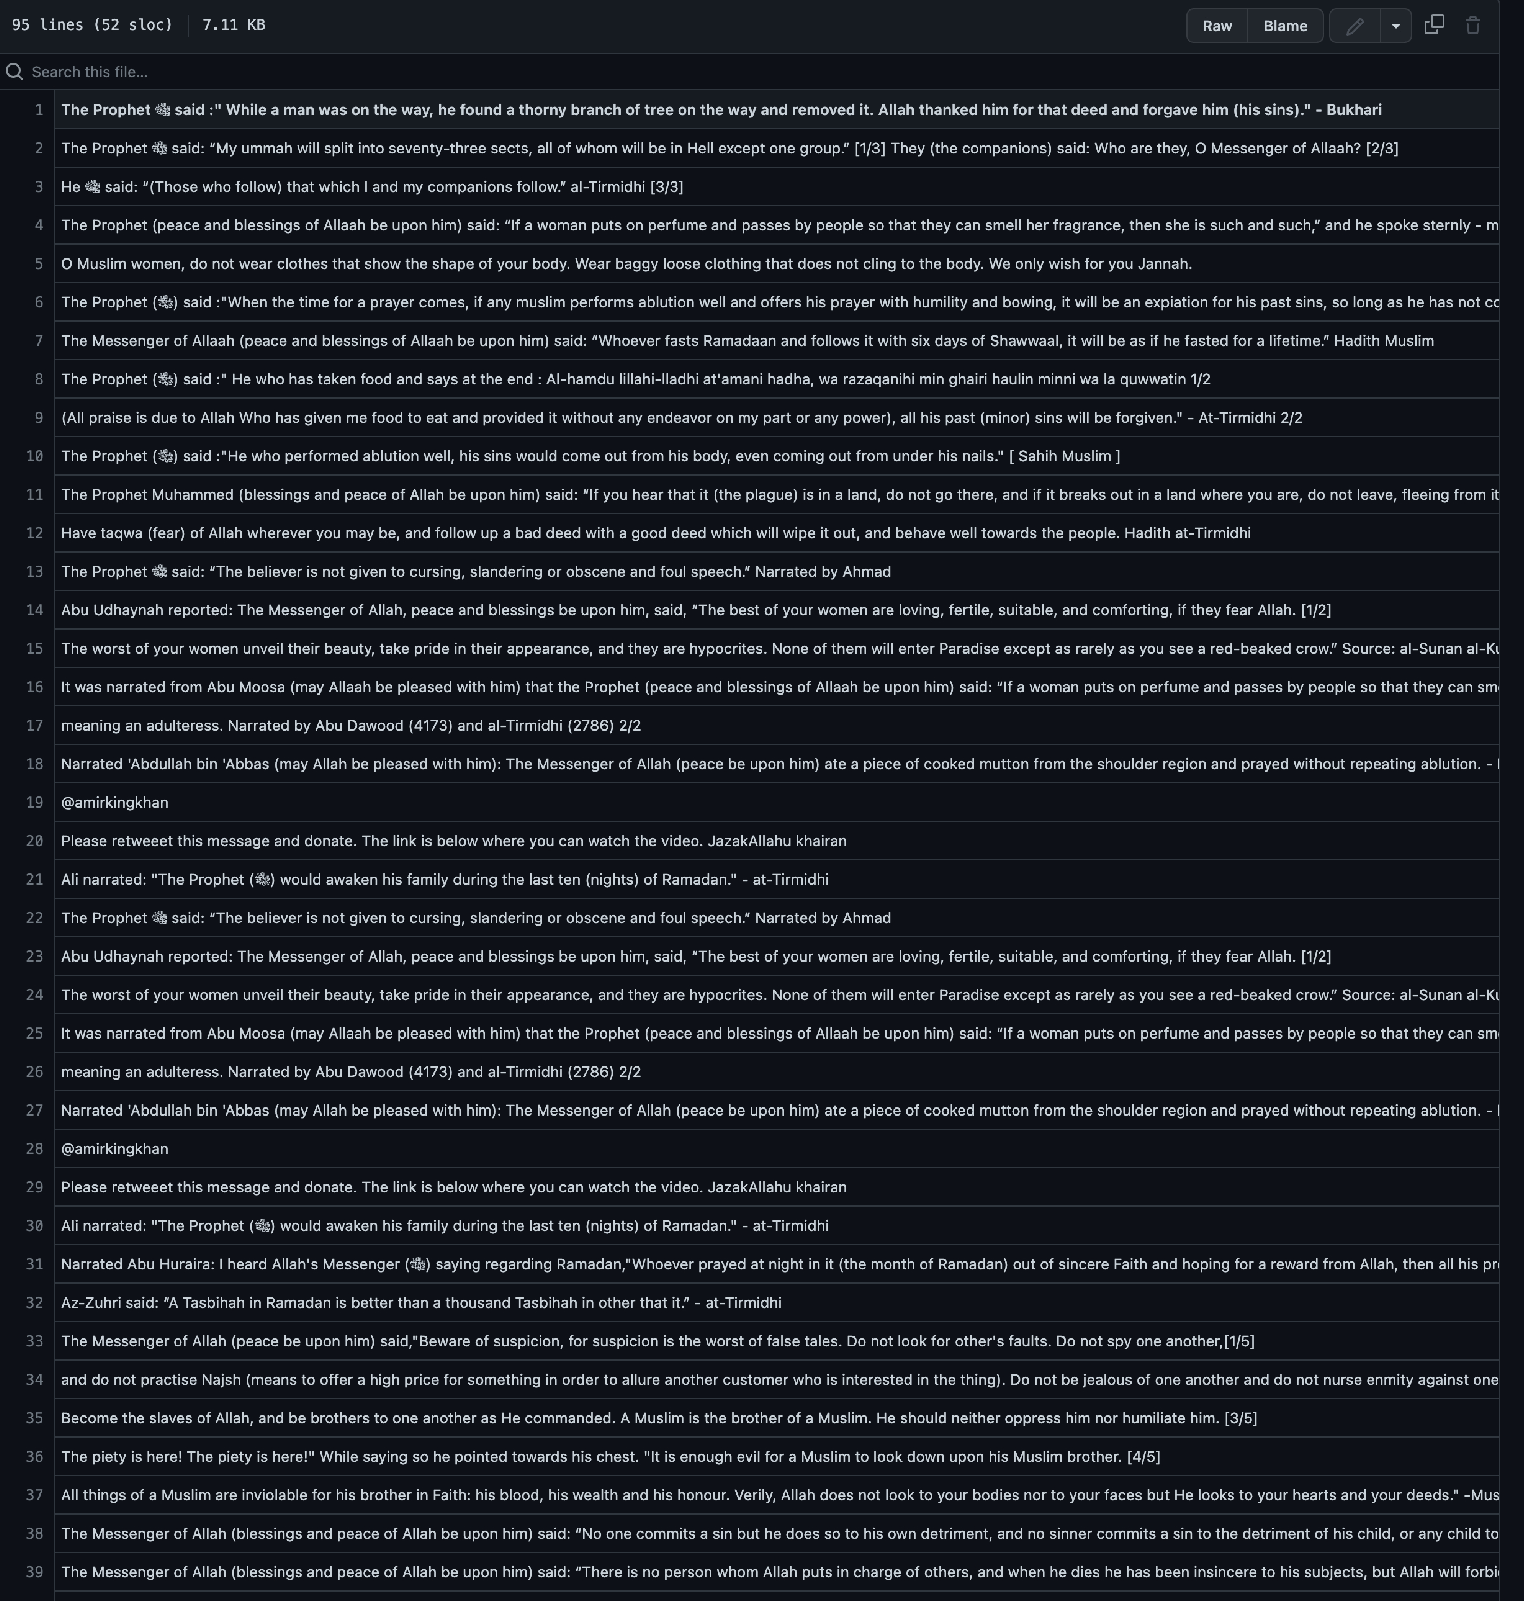 95 lines (52 sloc) 7.11 KB
Raw Blame
Search this file...
1 The Prophet ﷺ said :" While a man was on the way, he found a thorny branch of tree on the way and removed it. Allah thanked him for that deed and forgave him (his sins)." - Bukhari
2 The Prophet ﷺ said: “My ummah will split into seventy-three sects, all of whom will be in Hell except one group.” [1/3] They (the companions) said: Who are they, O Messenger of Allaah? [2/3]
3 He ﷺ said: “(Those who follow) that which I and my companions follow.” al-Tirmidhi [3/3]
4 The Prophet (peace and blessings of Allaah be upon him) said: “If a woman puts on perfume and passes by people so that they can smell her fragrance, then she is such and such,” and he spoke sternly - m
5 O Muslim women, do not wear clothes that show the shape of your body. Wear baggy loose clothing that does not cling to the body. We only wish for you Jannah.
6 The Prophet (ﷺ) said :"When the time for a prayer comes, if any muslim performs ablution well and offers his prayer with humility and bowing, it will be an expiation for his past sins, so long as he has not co
7 The Messenger of Allaah (peace and blessings of Allaah be upon him) said: “Whoever fasts Ramadaan and follows it with six days of Shawwaal, it will be as if he fasted for a lifetime.” Hadith Muslim
8 The Prophet (ﷺ) said :" He who has taken food and says at the end : Al-hamdu lillahi-lladhi at'amani hadha, wa razaqanihi min ghairi haulin minni wa la quwwatin 1/2
9 (All praise is due to Allah Who has given me food to eat and provided it without any endeavor on my part or any power), all his past (minor) sins will be forgiven." - At-Tirmidhi 2/2
10 The Prophet (ﷺ) said :"He who performed ablution well, his sins would come out from his body, even coming out from under his nails." [ Sahih Muslim ]
11 The Prophet Muhammed (blessings and peace of Allah be upon him) said: “If you hear that it (the plague) is in a land, do not go there, and if it breaks out in a land where you are, do not leave, fleeing from it
12 Have taqwa (fear) of Allah wherever you may be, and follow up a bad deed with a good deed which will wipe it out, and behave well towards the people. Hadith at-Tirmidhi
13 The Prophet ﷺ said: “The believer is not given to cursing, slandering or obscene and foul speech.“ Narrated by Ahmad
14 Abu Udhaynah reported: The Messenger of Allah, peace and blessings be upon him, said, “The best of your women are loving, fertile, suitable, and comforting, if they fear Allah. [1/2]
15 The worst of your women unveil their beauty, take pride in their appearance, and they are hypocrites. None of them will enter Paradise except as rarely as you see a red-beaked crow.” Source: al-Sunan al-Ku
16 It was narrated from Abu Moosa (may Allaah be pleased with him) that the Prophet (peace and blessings of Allaah be upon him) said: “If a woman puts on perfume and passes by people so that they can sme
17 meaning an adulteress. Narrated by Abu Dawood (4173) and al-Tirmidhi (2786) 2/2
18 Narrated 'Abdullah bin 'Abbas (may Allah be pleased with him): The Messenger of Allah (peace be upon him) ate a piece of cooked mutton from the shoulder region and prayed without repeating ablution. -
19 @amirkingkhan
20 Please retweeet this message and donate. The link is below where you can watch the video. JazakAllahu khairan
21 Ali narrated: "The Prophet (ﷺ) would awaken his family during the last ten (nights) of Ramadan." - at-Tirmidhi
22 The Prophet ﷺ said: “The believer is not given to cursing, slandering or obscene and foul speech.“ Narrated by Ahmad
23 Abu Udhaynah reported: The Messenger of Allah, peace and blessings be upon him, said, “The best of your women are loving, fertile, suitable, and comforting, if they fear Allah. [1/2]
24 The worst of your women unveil their beauty, take pride in their appearance, and they are hypocrites. None of them will enter Paradise except as rarely as you see a red-beaked crow.” Source: al-Sunan al-Ku
25 It was narrated from Abu Moosa (may Allaah be pleased with him) that the Prophet (peace and blessings of Allaah be upon him) said: “If a woman puts on perfume and passes by people so that they can sme
26 meaning an adulteress. Narrated by Abu Dawood (4173) and al-Tirmidhi (2786) 2/2
27 Narrated 'Abdullah bin 'Abbas (may Allah be pleased with him): The Messenger of Allah (peace be upon him) ate a piece of cooked mutton from the shoulder region and prayed without repeating ablution. -
28 @amirkingkhan
29 Please retweeet this message and donate. The link is below where you can watch the video. JazakAllahu khairan
30 Ali narrated: "The Prophet (ﷺ) would awaken his family during the last ten (nights) of Ramadan." - at-Tirmidhi
31 Narrated Abu Huraira: I heard Allah's Messenger (ﷺ) saying regarding Ramadan,"Whoever prayed at night in it (the month of Ramadan) out of sincere Faith and hoping for a reward from Allah, then all his pre
32 Az-Zuhri said: “A Tasbihah in Ramadan is better than a thousand Tasbihah in other that it.” - at-Tirmidhi
33 The Messenger of Allah (peace be upon him) said,"Beware of suspicion, for suspicion is the worst of false tales. Do not look for other's faults. Do not spy one another,[1/5]
34 and do not practise Najsh (means to offer a high price for something in order to allure another customer who is interested in the thing). Do not be jealous of one another and do not nurse enmity against one
35 Become the slaves of Allah, and be brothers to one another as He commanded. A Muslim is the brother of a Muslim. He should neither oppress him nor humiliate him. [3/5]
36 The piety is here! The piety is here!" While saying so he pointed towards his chest. "It is enough evil for a Muslim to look down upon his Muslim brother. [4/5]
37 All things of a Muslim are inviolable for his brother in Faith: his blood, his wealth and his honour. Verily, Allah does not look to your bodies nor to your faces but He looks to your hearts and your deeds." -Mus
38 The Messenger of Allah (blessings and peace of Allah be upon him) said: “No one commits a sin but he does so to his own detriment, and no sinner commits a sin to the detriment of his child, or any child to
39 The Messenger of Allah (blessings and peace of Allah be upon him) said: “There is no person whom Allah puts in charge of others, and when he dies he has been insincere to his subjects, but Allah will forbi